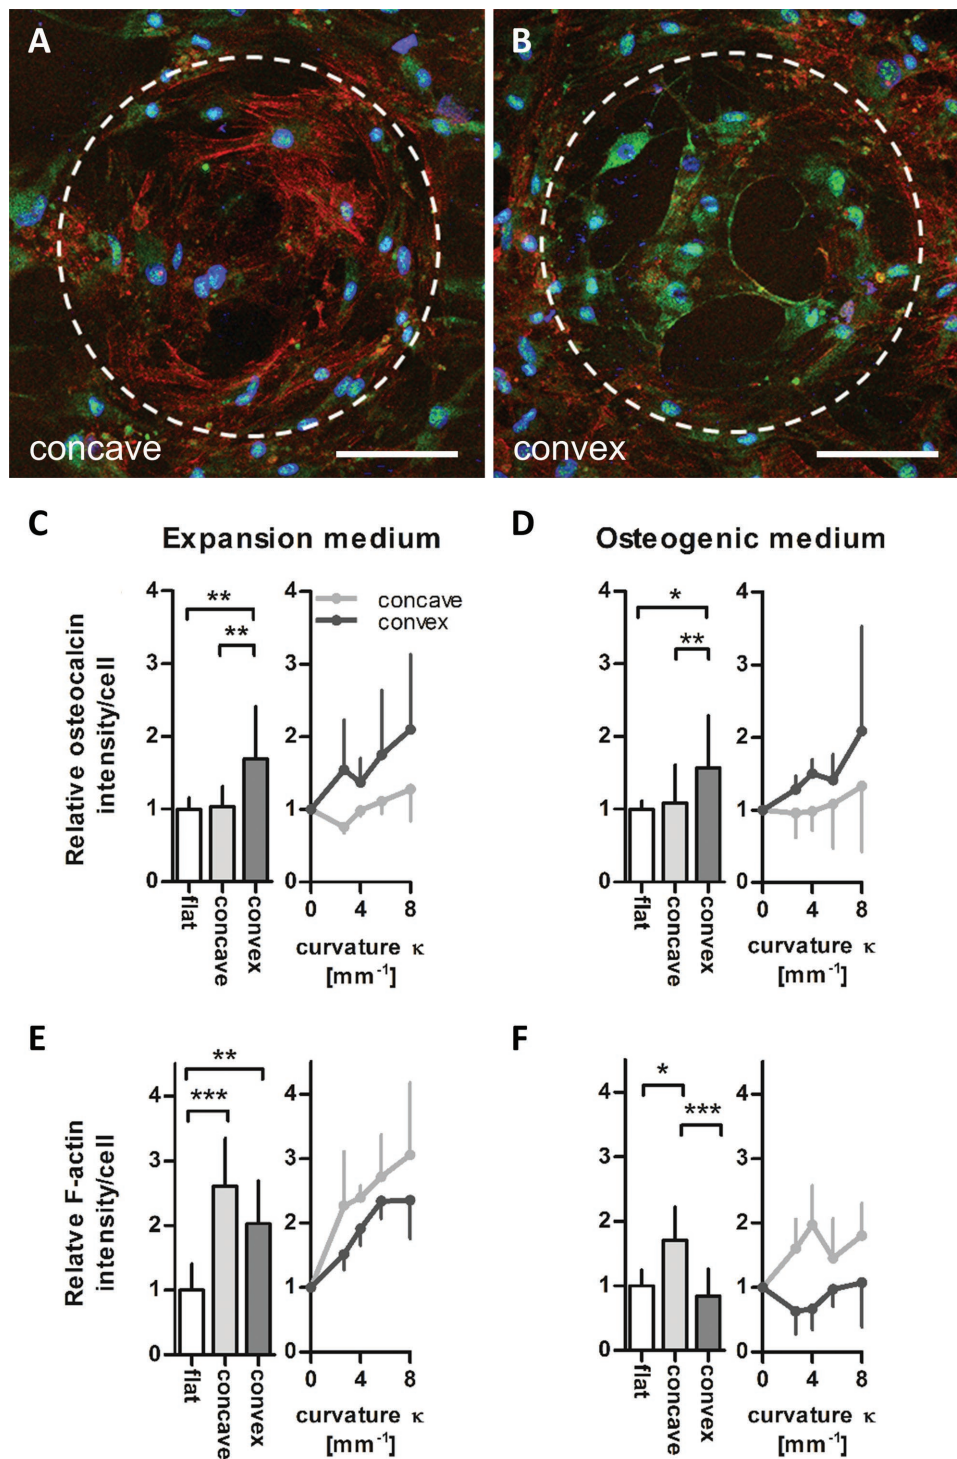 A
B
concave
convex
C
Expansion medium
D
Osteogenic medium
Relative osteocalcin
intensity/cell
4
3
2
1
0
**
**
flat
concave
convex
4
3
2
1
0
concave
convex
0
4
8
curvature κ
[mm⁻¹]
4
3
2
1
0
*
**
flat
concave
convex
4
3
2
1
0
0
4
8
curvature κ
[mm⁻¹]
E
F
Relatve F-actin
intensity/cell
4
3
2
1
0
**
***
flat
concave
convex
4
3
2
1
0
0
4
8
curvature κ
[mm⁻¹]
4
3
2
1
0
*
***
flat
concave
convex
4
3
2
1
0
0
4
8
curvature κ
[mm⁻¹]